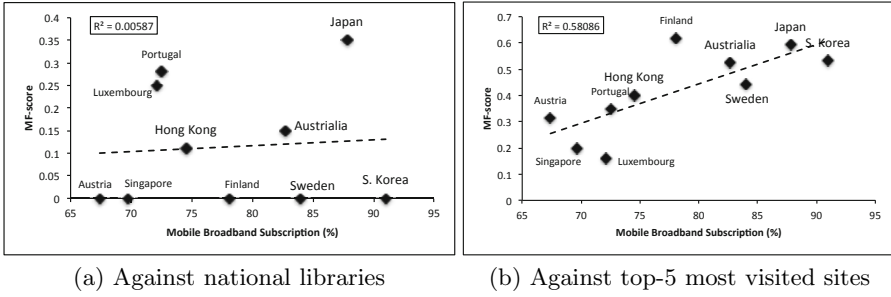 R² = 0.00587
0.4
0.35
0.3
0.25
0.2
0.15
0.1
0.05
0
MF-score
Japan
Portugal
Luxembourg
Hong Kong
Austrialia
Austria
Singapore
Finland
Sweden
S. Korea
65 70 75 80 85 90 95
Mobile Broadband Subscription (%)
(a) Against national libraries
R² = 0.58086
0.7
0.6
0.5
0.4
0.3
0.2
0.1
0
MF-score
Finland
Japan
Austrialia
S. Korea
Hong Kong
Portugal
Sweden
Austria
Singapore
Luxembourg
65 70 75 80 85 90 95
Mobile Broadband Subscription (%)
(b) Against top-5 most visited sites